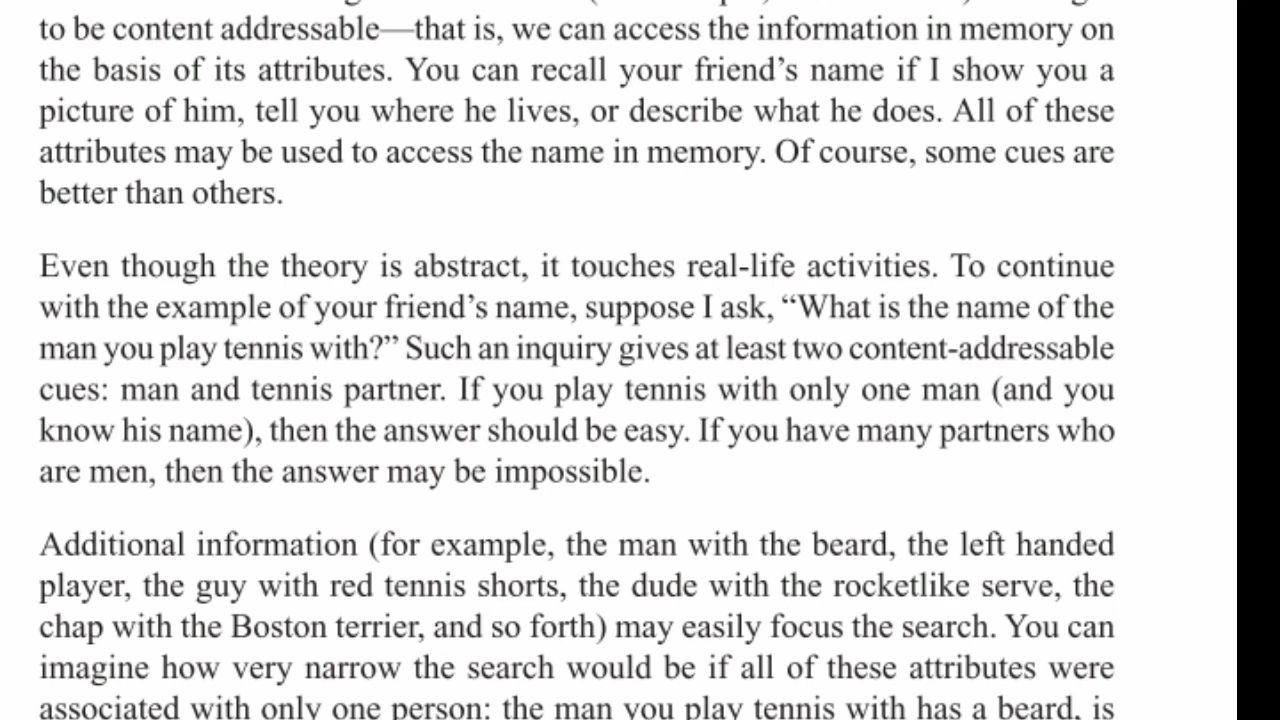 to be content addressable—that is, we can access the information in memory on
the basis of its attributes. You can recall your friend’s name if I show you a
picture of him, tell you where he lives, or describe what he does. All of these
attributes may be used to access the name in memory. Of course, some cues are
better than others.
Even though the theory is abstract, it touches real-life activities. To continue
with the example of your friend’s name, suppose I ask, “What is the name of the
man you play tennis with?” Such an inquiry gives at least two content-addressable
cues: man and tennis partner. If you play tennis with only one man (and you
know his name), then the answer should be easy. If you have many partners who
are men, then the answer may be impossible.
Additional information (for example, the man with the beard, the left handed
player, the guy with red tennis shorts, the dude with the rocketlike serve, the
chap with the Boston terrier, and so forth) may easily focus the search. You can
imagine how very narrow the search would be if all of these attributes were
associated with only one person: the man you play tennis with has a beard, is